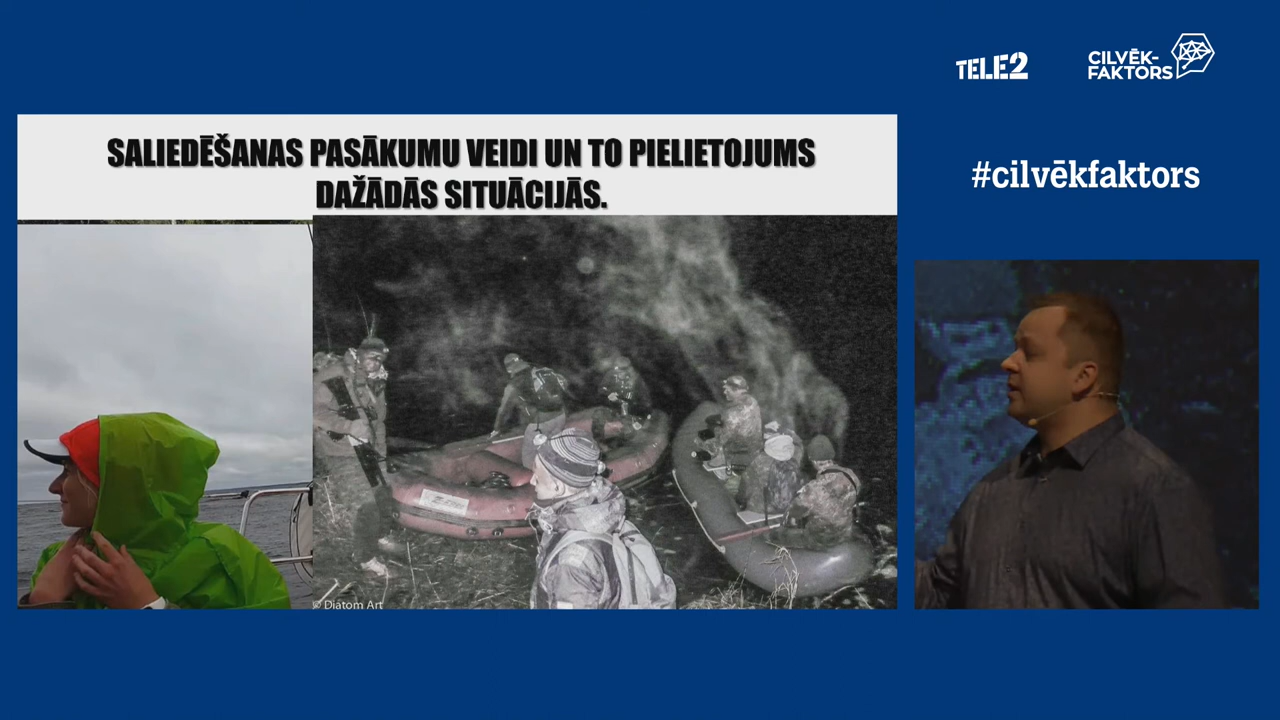 TELE2
CILVĒK-
FAKTORS
#cilvēkfaktors
SALIEDĒŠANAS PASĀKUMU VEIDI UN TO PIELIETOJUMS
DAŽĀDĀS SITUĀCIJĀS.
© Diatom Art